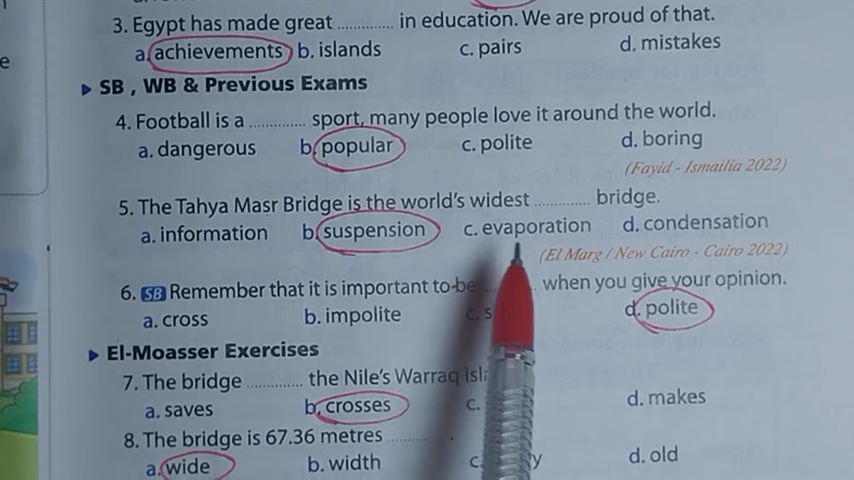 3. Egypt has made great ............. in education. We are proud of that.
a. achievements b. islands c. pairs d. mistakes
SB , WB & Previous Exams
4. Football is a ............. sport, many people love it around the world.
a. dangerous b. popular c. polite d. boring
(Fayid - Ismailia 2022)
5. The Tahya Masr Bridge is the world's widest ............. bridge.
a. information b. suspension c. evaporation d. condensation
(El Marg / New Cairo - Cairo 2022)
6. SB Remember that it is important to be ... when you give your opinion.
a. cross b. impolite c. s d. polite
El-Moasser Exercises
7. The bridge ............. the Nile's Warraq
a. saves b. crosses c. d. makes
8. The bridge is 67.36 metres ............. .
a. wide b. width c. y d. old